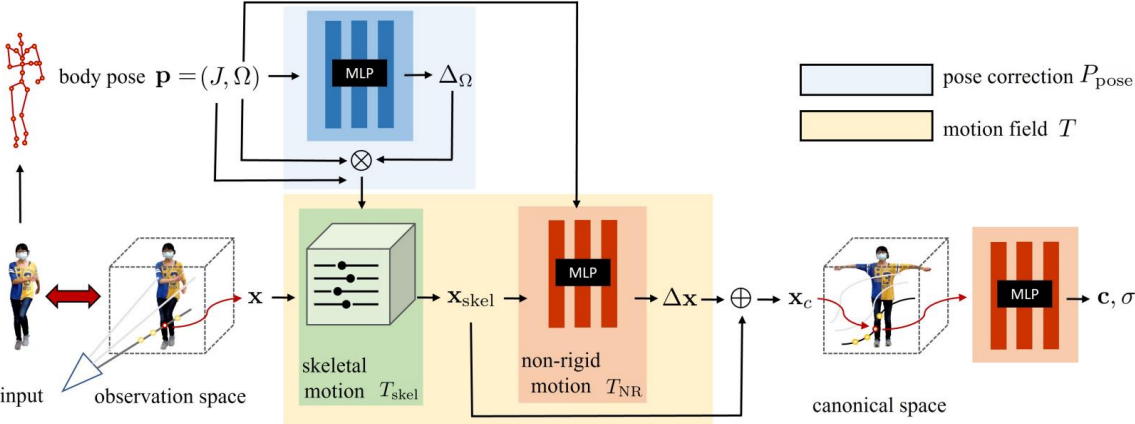 body pose p = (J, Ω)
MLP
Δ_Ω
pose correction P_pose
motion field T
⊗
x
x_skel
MLP
Δx
⊕
x_c
MLP
c, σ
skeletal
motion T_skel
non-rigid
motion T_NR
input
observation space
canonical space